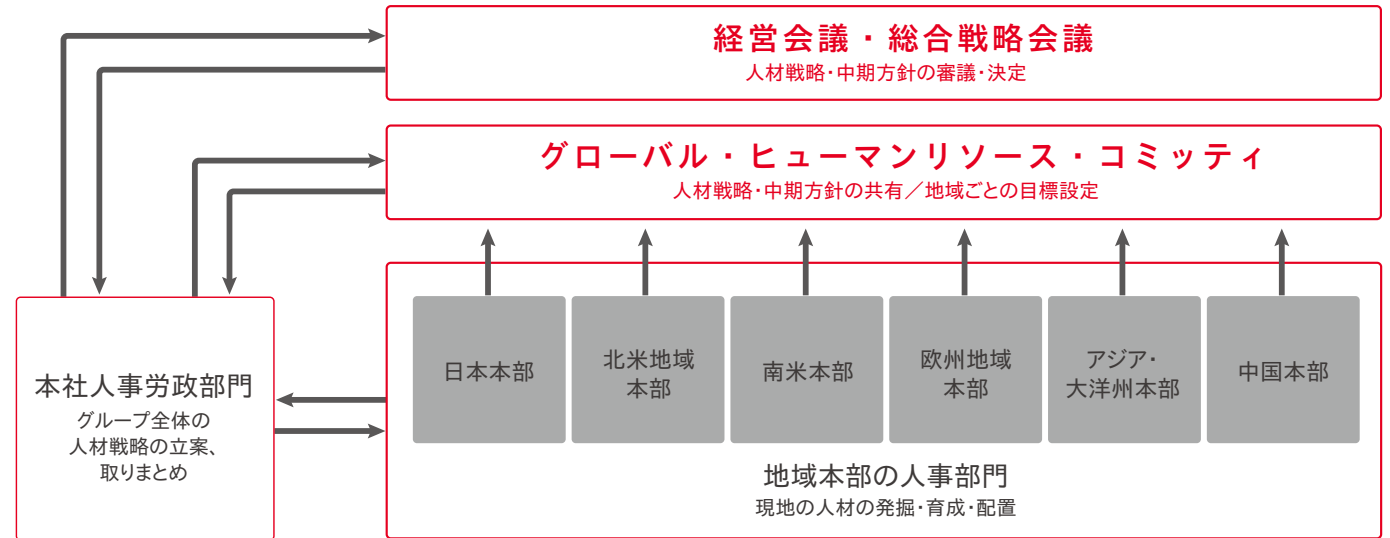 経営会議・総合戦略会議
人材戦略・中期方針の審議・決定
グローバル・ヒューマンリソース・コミッティ
人材戦略・中期方針の共有／地域ごとの目標設定
本社人事労政部門
グループ全体の
人材戦略の立案、
取りまとめ
日本本部
北米地域
本部
南米本部
欧州地域
本部
アジア・
大洋州本部
中国本部
地域本部の人事部門
現地の人材の発掘・育成・配置